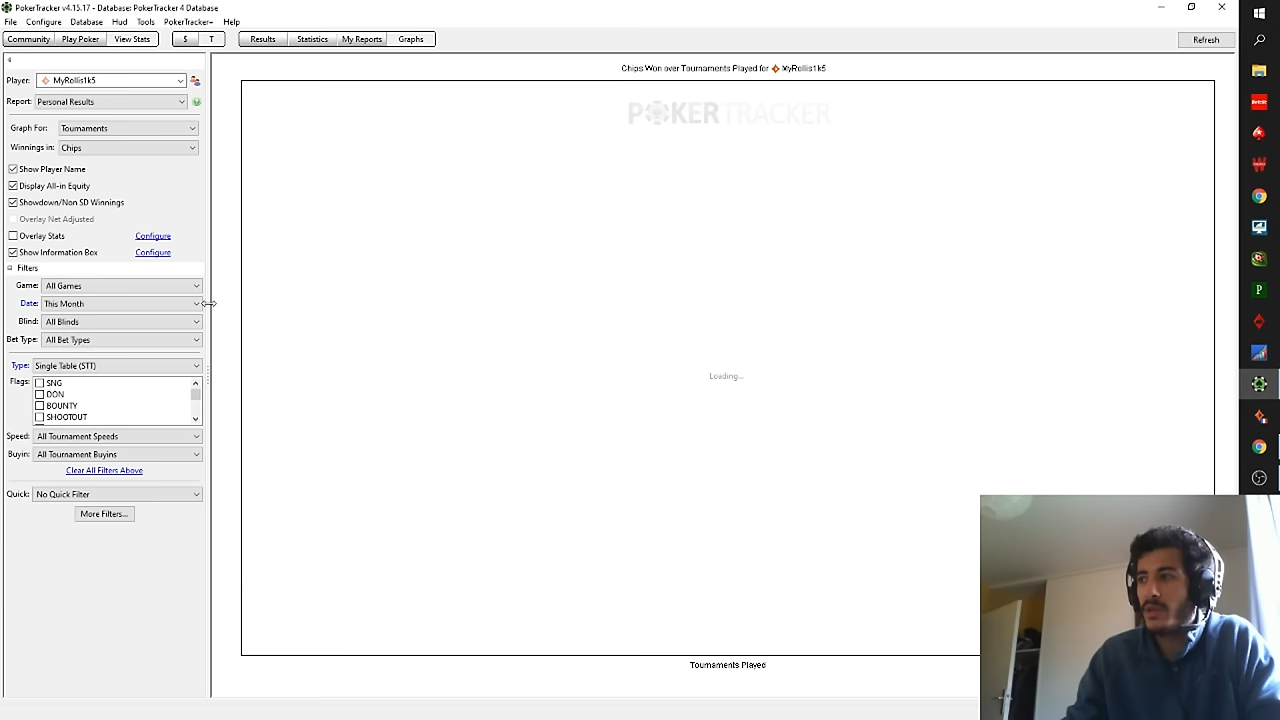 PokerTracker v4.15.17 - Database: PokerTracker 4 Database
File Configure Database Hud Tools PokerTracker+ Help
Community Play Poker View Stats $ T Results Statistics My Reports Graphs Refresh
Player: MyRollis1k5
Report: Personal Results
Graph For: Tournaments
Winnings in: Chips
Show Player Name
Display All-in Equity
Showdown/Non SD Winnings
Overlay Net Adjusted
Overlay Stats Configure
Show Information Box Configure
Filters
Game: All Games
Date: This Month
Blind: All Blinds
Bet Type: All Bet Types
Type: Single Table (STT)
Flags: SNG
DON
BOUNTY
SHOOTOUT
Speed: All Tournament Speeds
Buyin: All Tournament Buyins
Clear All Filters Above
Quick: No Quick Filter
More Filters...
Chips Won over Tournaments Played for MyRollis1k5
POKERTRACKER
Loading...
Tournaments Played